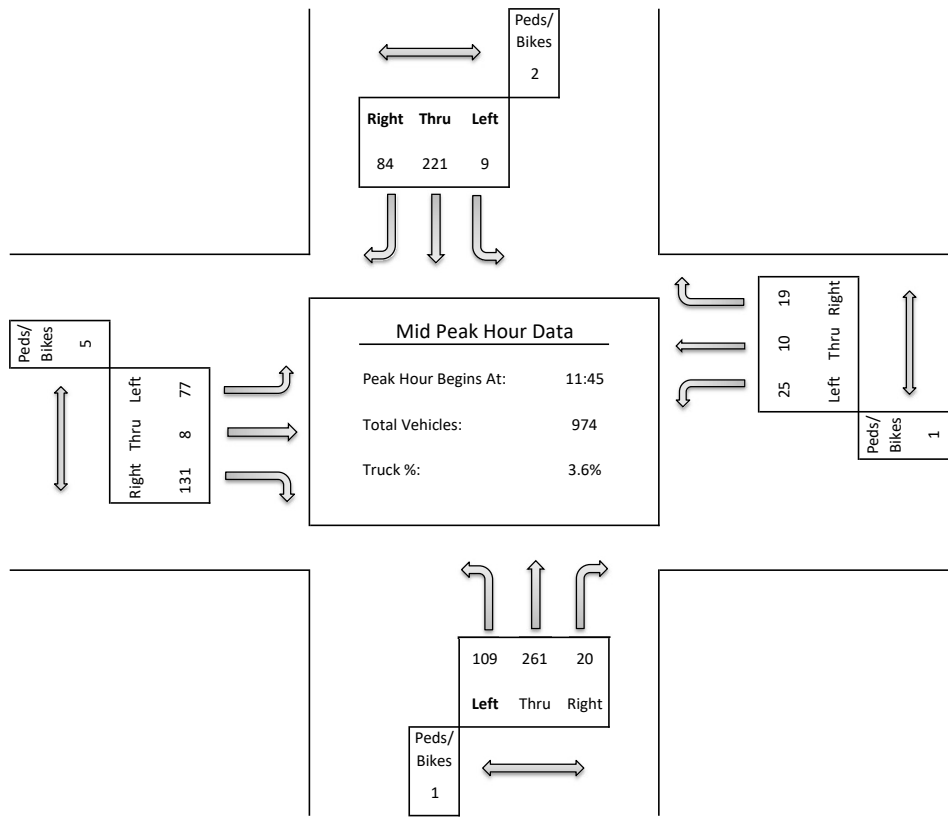 Peds/
Bikes
2
Right Thru Left
84 221 9
Mid Peak Hour Data
Peak Hour Begins At: 11:45
Total Vehicles: 974
Truck %: 3.6%
Peds/
Bikes
5
Left 77
Thru 8
Right 131
19 Right
10 Thru
25 Left
Peds/
Bikes
1
109 261 20
Left Thru Right
Peds/
Bikes
1